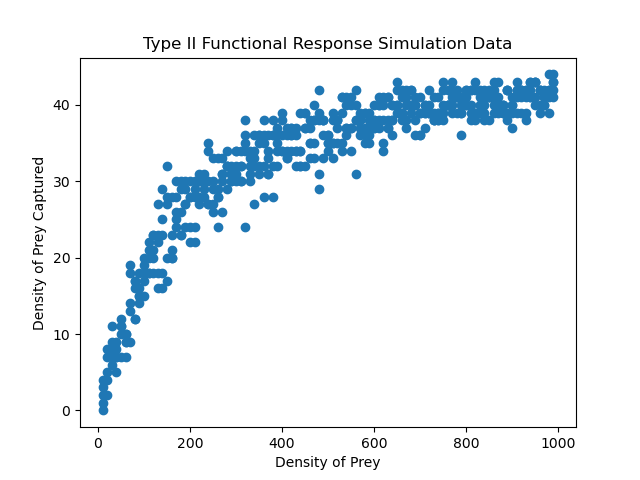 Type II Functional Response Simulation Data
Density of Prey Captured
40
30
20
10
0
0 200 400 600 800 1000
Density of Prey